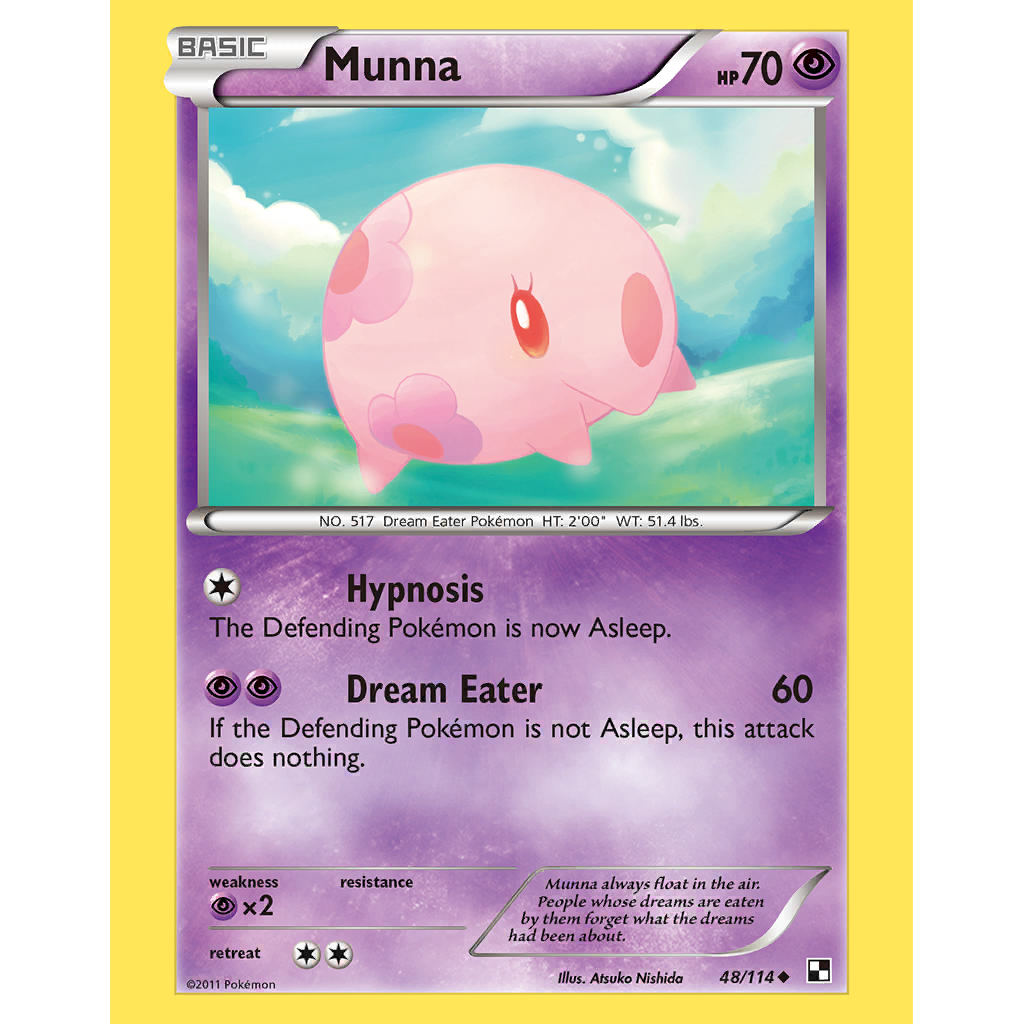 BASIC
Munna
HP 70
NO. 517 Dream Eater Pokémon HT: 2'00" WT: 51.4 lbs.
Hypnosis
The Defending Pokémon is now Asleep.
Dream Eater 60
If the Defending Pokémon is not Asleep, this attack
does nothing.
weakness resistance
×2
Munna always float in the air.
People whose dreams are eaten
by them forget what the dreams
had been about.
retreat
Illus. Atsuko Nishida 48/114
©2011 Pokémon